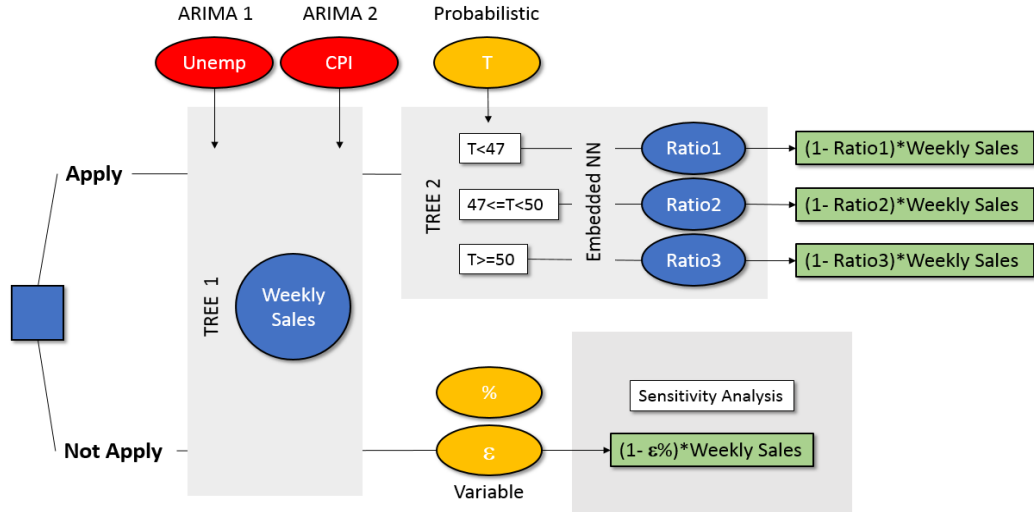 ARIMA 1
ARIMA 2
Probabilistic
Unemp
CPI
T
T<47
Ratio1
(1- Ratio1)*Weekly Sales
Apply
47<=T<50
Ratio2
(1- Ratio2)*Weekly Sales
TREE 2
Embedded NN
T>=50
Ratio3
(1- Ratio3)*Weekly Sales
TREE 1
Weekly
Sales
%
Sensitivity Analysis
Not Apply
ε
(1- ε%)*Weekly Sales
Variable